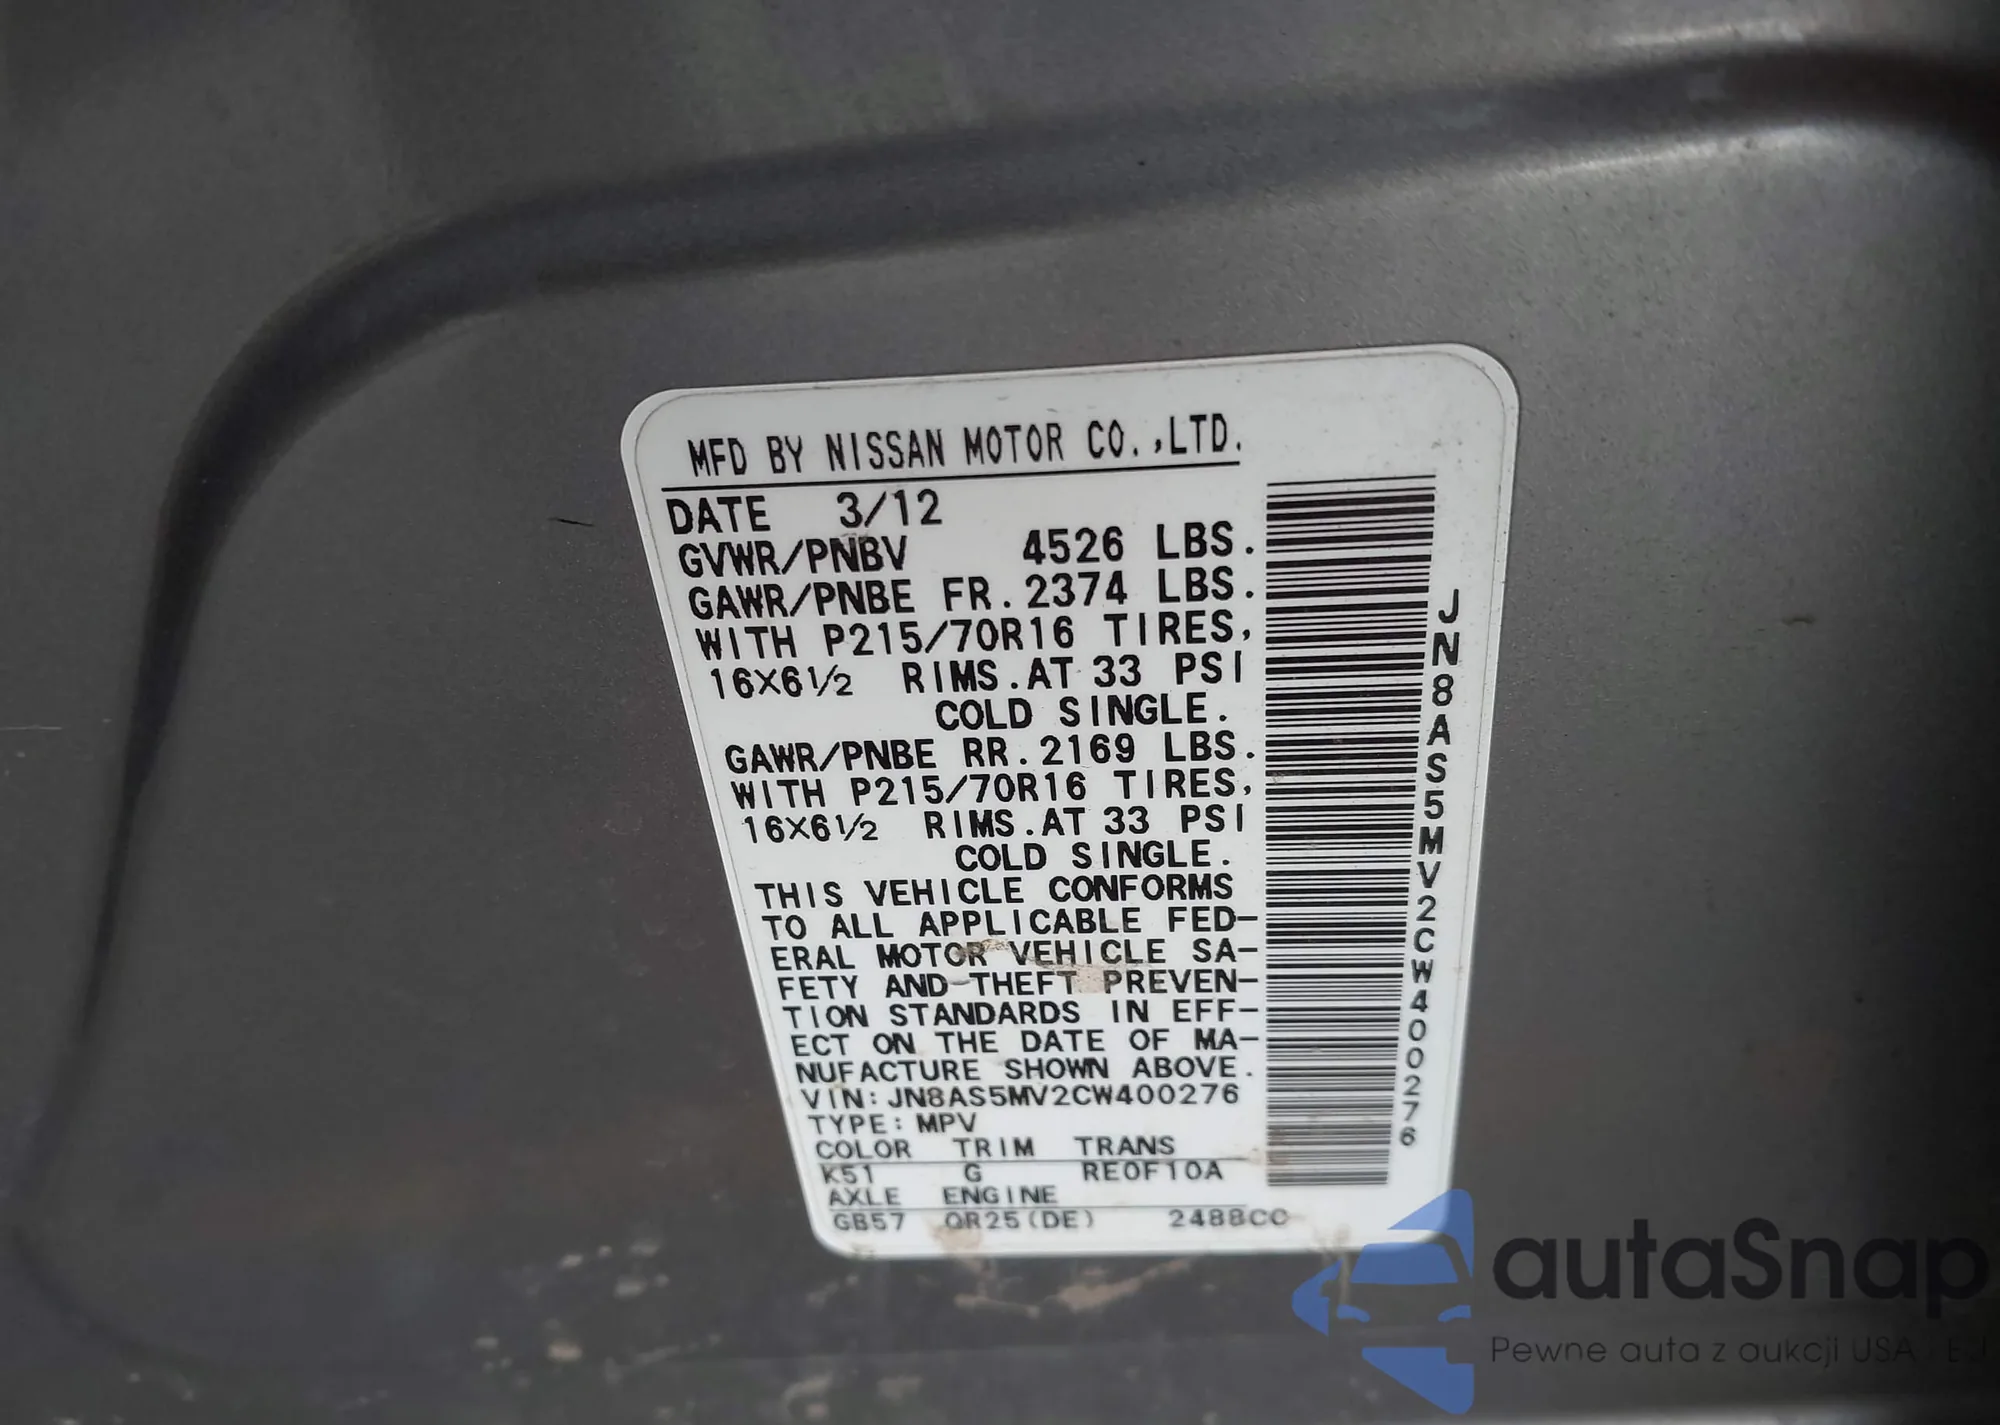 MFD BY NISSAN MOTOR CO.,LTD.
DATE 3/12
GVWR/PNBV 4526 LBS.
GAWR/PNBE FR.2374 LBS.
WITH P215/70R16 TIRES,
16X6½ RIMS.AT 33 PSI
COLD SINGLE.
GAWR/PNBE RR.2169 LBS.
WITH P215/70R16 TIRES,
16X6½ RIMS.AT 33 PSI
COLD SINGLE.
THIS VEHICLE CONFORMS
TO ALL APPLICABLE FED-
ERAL MOTOR VEHICLE SA-
FETY AND THEFT PREVEN-
TION STANDARDS IN EFF-
ECT ON THE DATE OF MA-
NUFACTURE SHOWN ABOVE.
VIN:JN8AS5MV2CW400276
TYPE:MPV
COLOR TRIM TRANS
K51 G RE0F10A
AXLE ENGINE
GB57 QR25(DE) 2488CC
JN8AS5MV2CW400276
autaSnap
Pewne auta z aukcji USA i EU